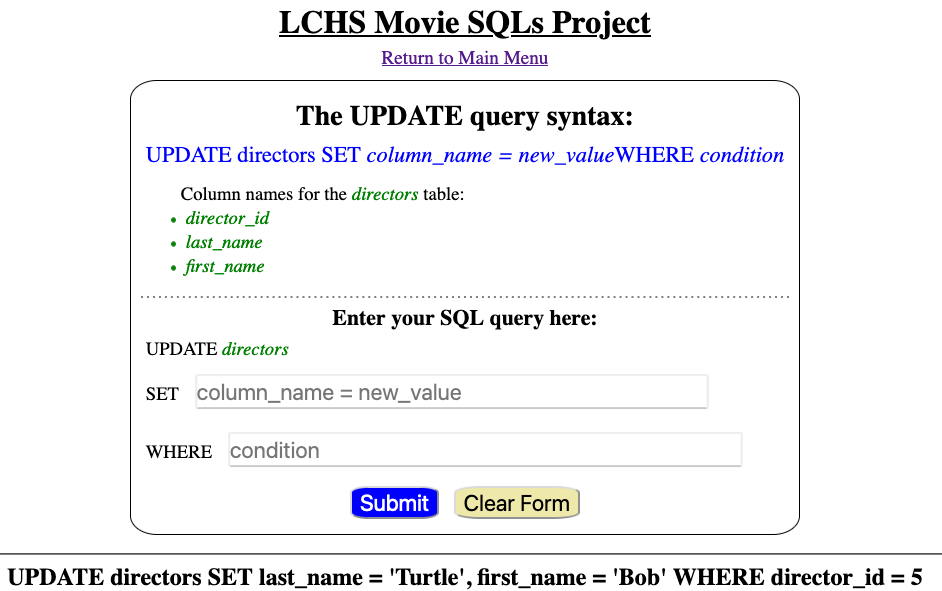 LCHS Movie SQLs Project
Return to Main Menu
The UPDATE query syntax:
UPDATE directors SET column_name = new_valueWHERE condition
Column names for the directors table:
• director_id
• last_name
• first_name
Enter your SQL query here:
UPDATE directors
SET column_name = new_value
WHERE condition
Submit Clear Form
UPDATE directors SET last_name = 'Turtle', first_name = 'Bob' WHERE director_id = 5